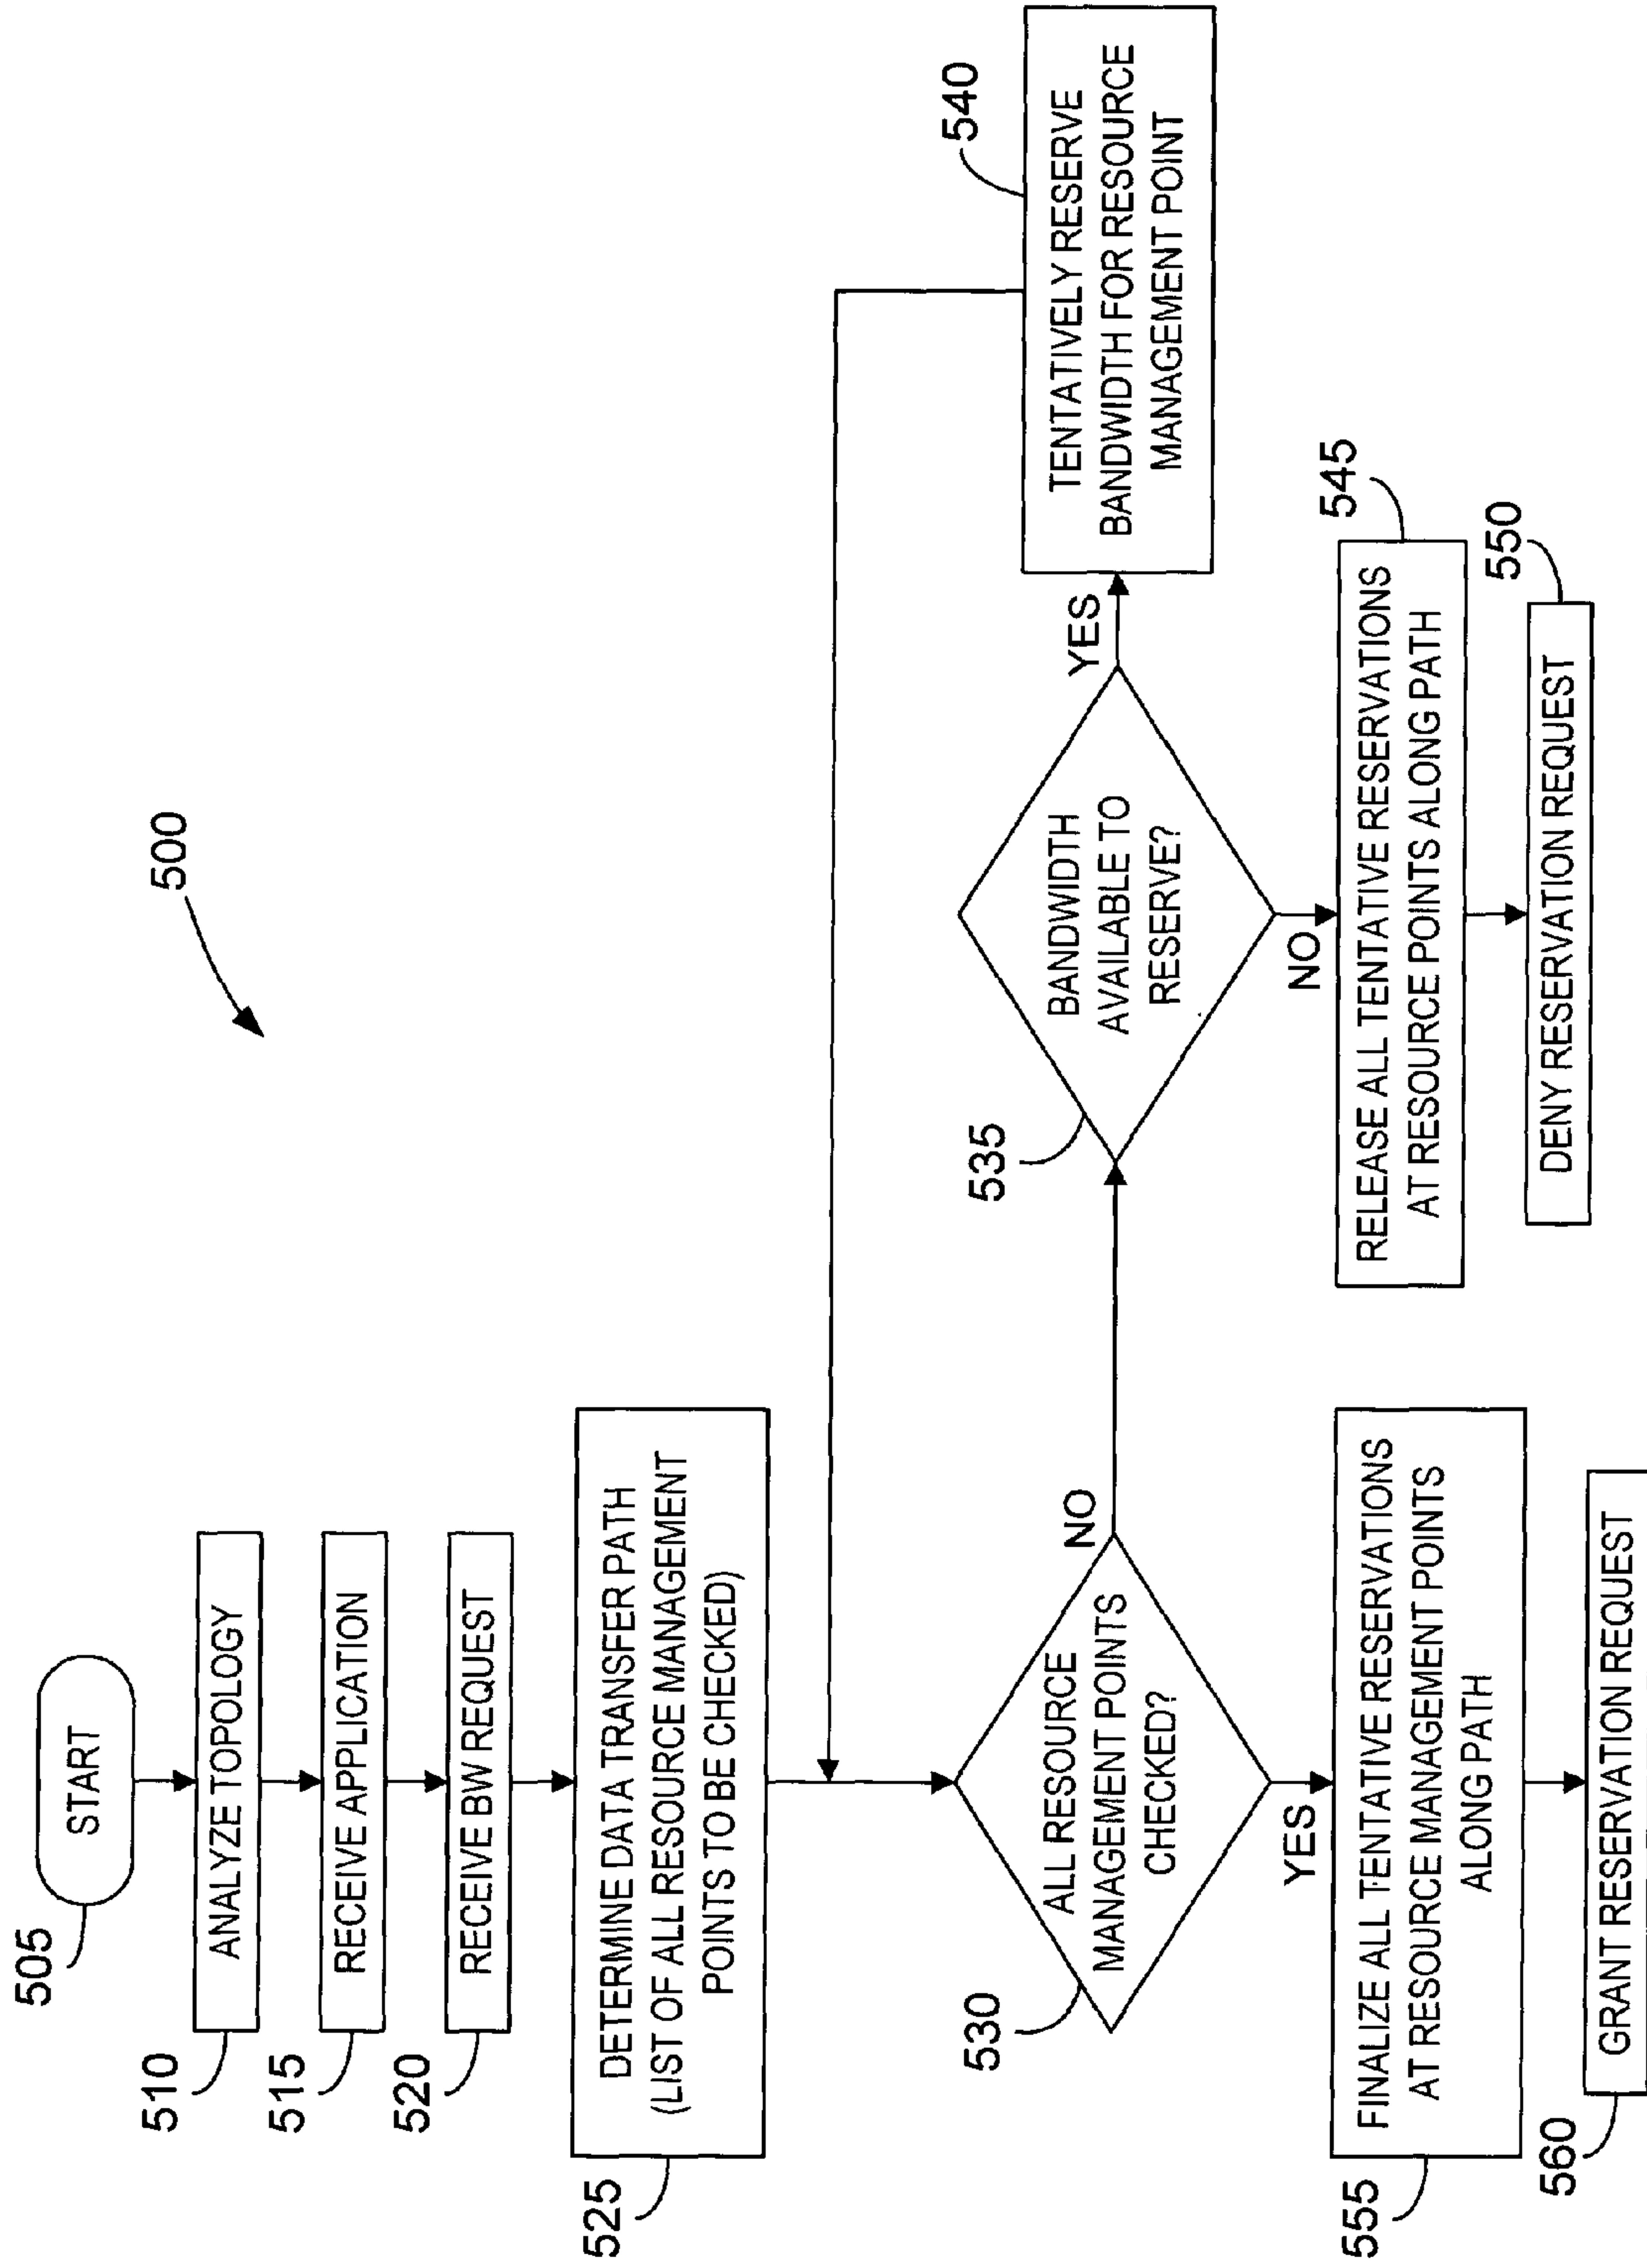 500
505
START
510
ANALYZE TOPOLOGY
515
RECEIVE APPLICATION
520
RECEIVE BW REQUEST
525
DETERMINE DATA TRANSFER PATH
(LIST OF ALL RESOURCE MANAGEMENT
POINTS TO BE CHECKED)
530
ALL RESOURCE
MANAGEMENT POINTS
CHECKED?
NO
YES
535
BANDWIDTH
AVAILABLE TO
RESERVE?
YES
NO
540
TENTATIVELY RESERVE
BANDWIDTH FOR RESOURCE
MANAGEMENT POINT
545
RELEASE ALL TENTATIVE RESERVATIONS
AT RESOURCE POINTS ALONG PATH
550
DENY RESERVATION REQUEST
555
FINALIZE ALL TENTATIVE RESERVATIONS
AT RESOURCE MANAGEMENT POINTS
ALONG PATH
560
GRANT RESERVATION REQUEST